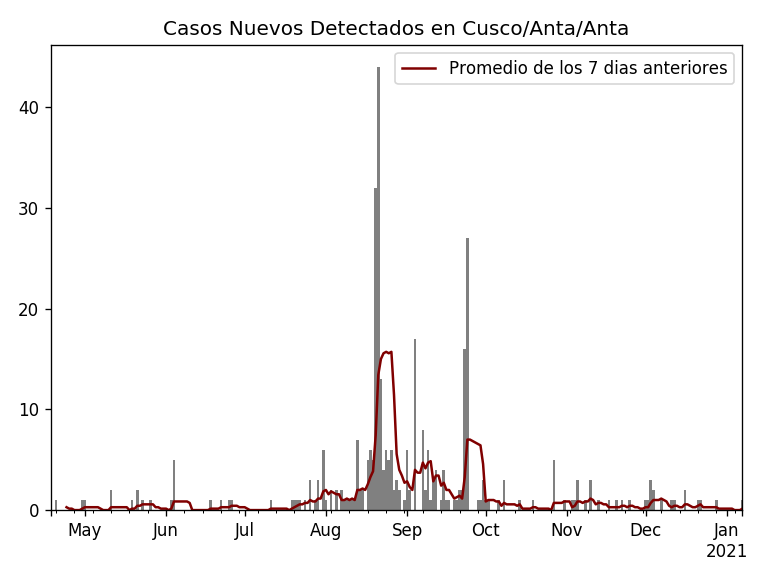 Casos Nuevos Detectados en Cusco/Anta/Anta
Promedio de los 7 dias anteriores
40
30
20
10
0
May Jun Jul Aug Sep Oct Nov Dec Jan
2021